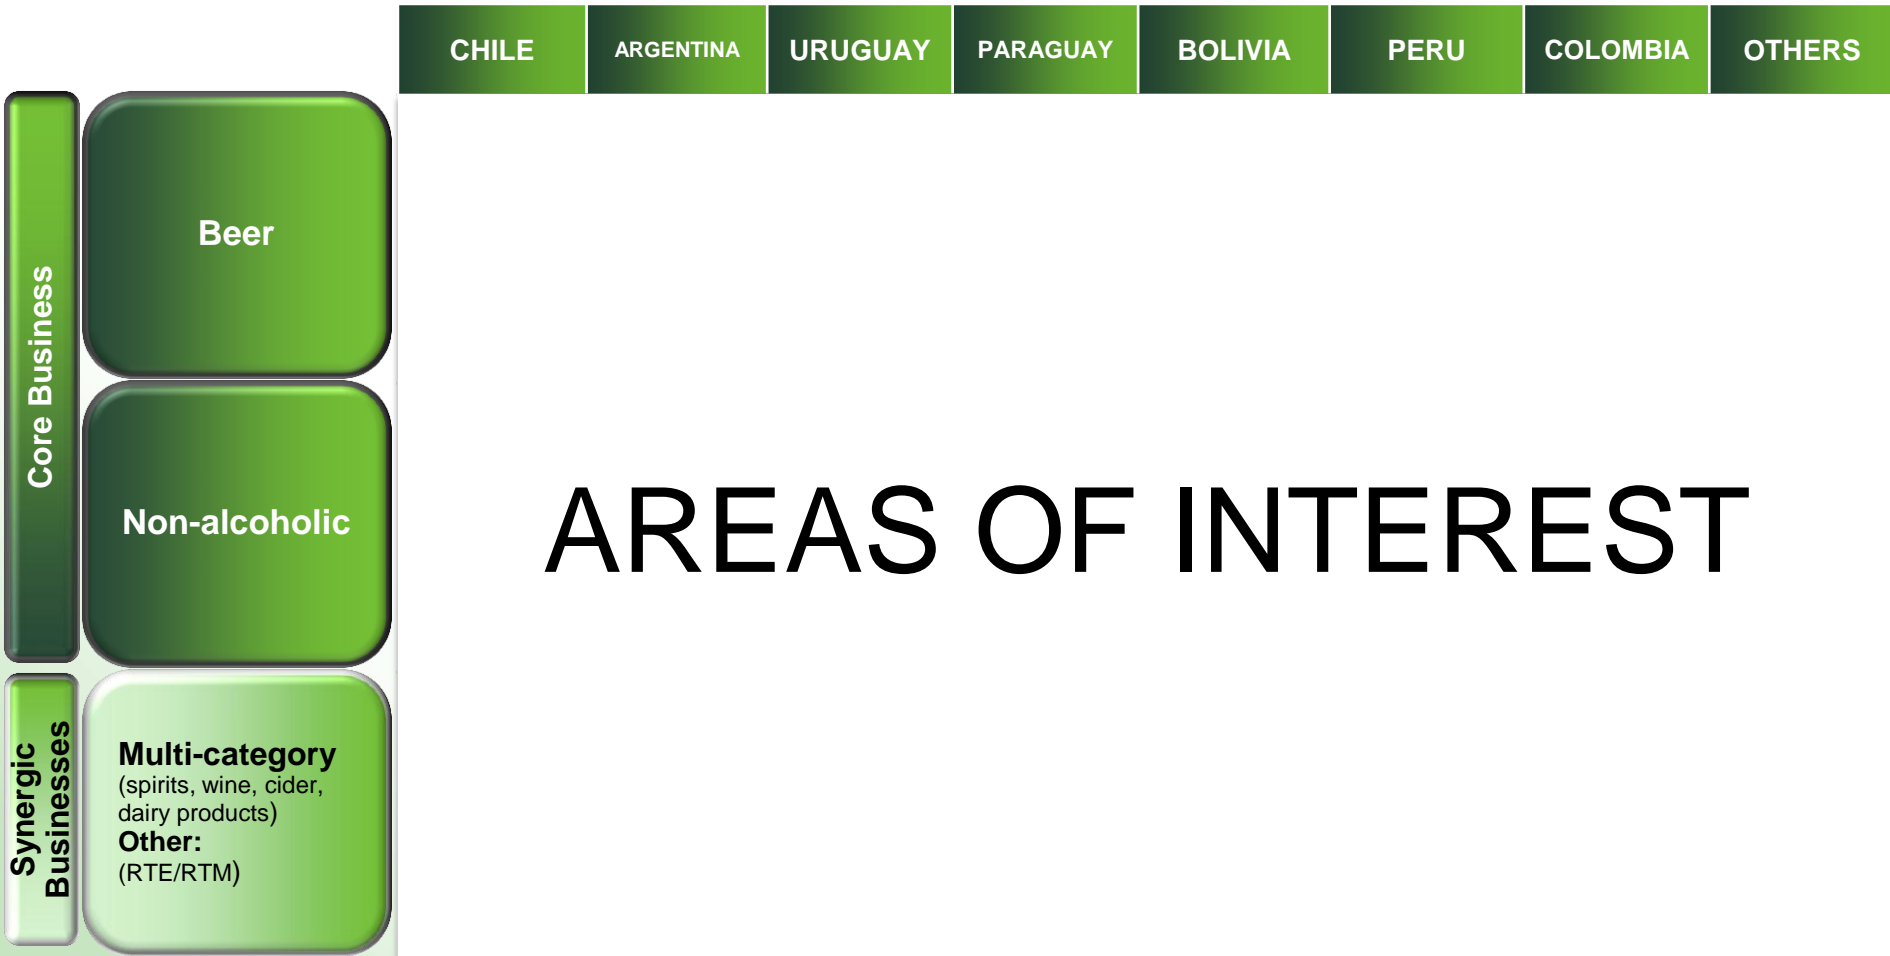 CHILE
ARGENTINA
URUGUAY
PARAGUAY
BOLIVIA
PERU
COLOMBIA
OTHERS
Core Business
Beer
Non-alcoholic
AREAS OF INTEREST
Synergic
Businesses
Multi-category
(spirits, wine, cider,
dairy products)
Other:
(RTE/RTM)